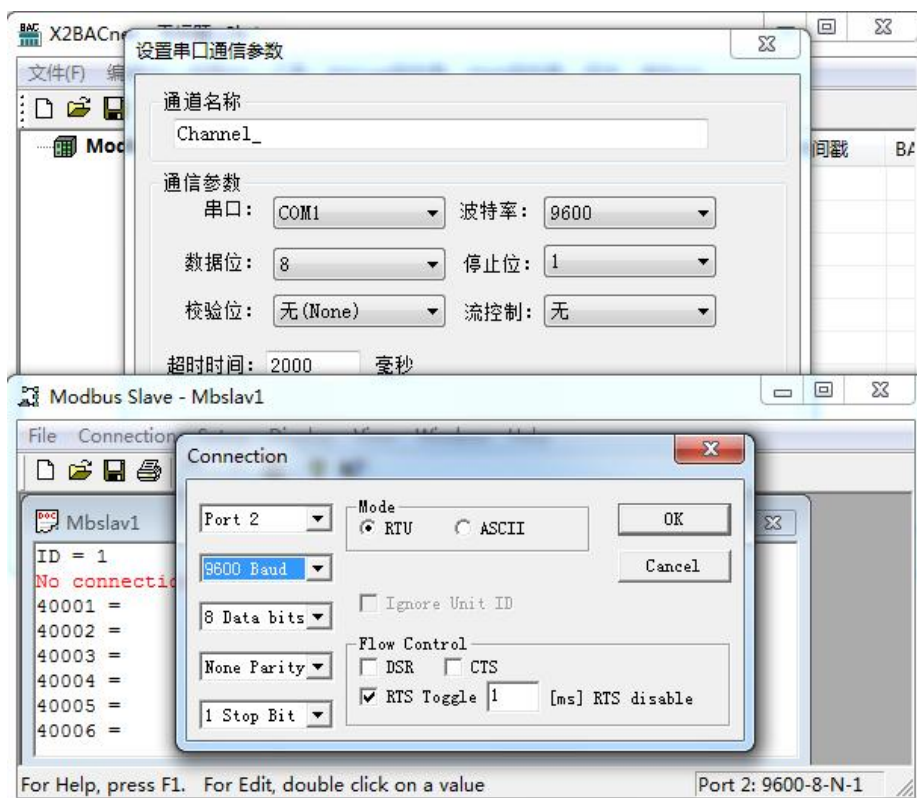 X2BACne
设置串口通信参数
文件(F) 编
通道名称
Channel_
Mod
间戳 BA
通信参数
串口: COM1 波特率: 9600
数据位: 8 停止位: 1
校验位: 无(None) 流控制: 无
超时时间: 2000 毫秒
Modbus Slave - Mbslav1
File Connection
Connection
Port 2
Mode
RTU ASCII
OK
Mbslav1
ID = 1
9600 Baud
Cancel
No connectio
40001 =
Ignore Unit ID
8 Data bits
40002 =
40003 =
Flow Control
None Parity
DSR CTS
40004 =
RTS Toggle 1 [ms] RTS disable
40005 =
1 Stop Bit
40006 =
For Help, press F1. For Edit, double click on a value
Port 2: 9600-8-N-1